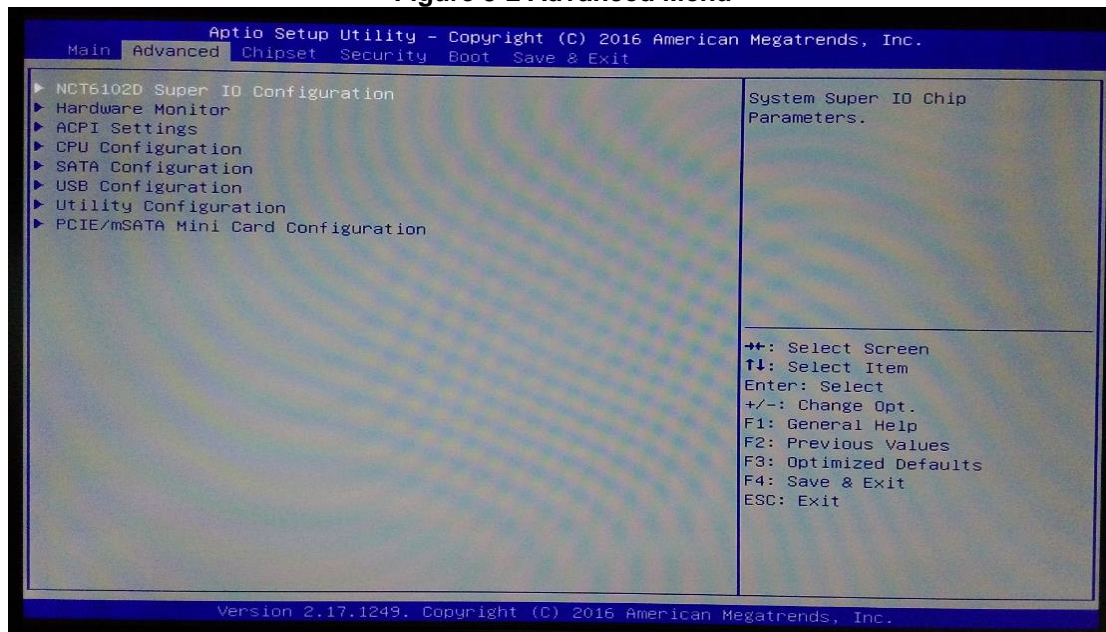 Aptio Setup Utility – Copyright (C) 2016 American Megatrends, Inc.
Main Advanced Chipset Security Boot Save & Exit
▶ NCT6102D Super IO Configuration
▶ Hardware Monitor
▶ ACPI Settings
▶ CPU Configuration
▶ SATA Configuration
▶ USB Configuration
▶ Utility Configuration
▶ PCIE/mSATA Mini Card Configuration
System Super IO Chip
Parameters.
→←: Select Screen
↑↓: Select Item
Enter: Select
+/-: Change Opt.
F1: General Help
F2: Previous Values
F3: Optimized Defaults
F4: Save & Exit
ESC: Exit
Version 2.17.1249. Copyright (C) 2016 American Megatrends, Inc.